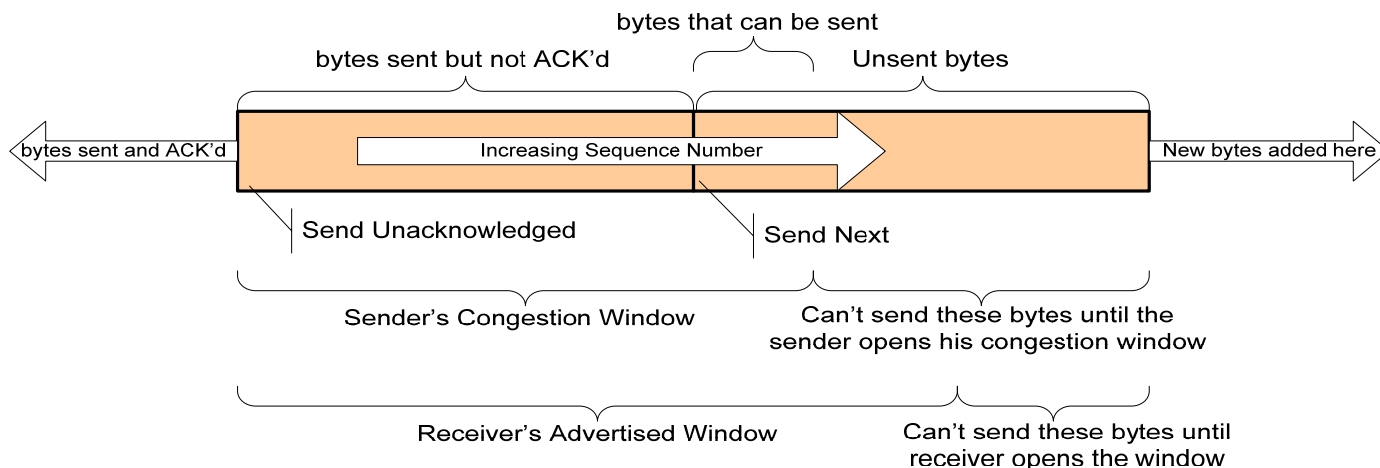 bytes that can be sent
bytes sent but not ACK'd
Unsent bytes
bytes sent and ACK'd
Increasing Sequence Number
New bytes added here
Send Unacknowledged
Send Next
Sender's Congestion Window
Can't send these bytes until the
sender opens his congestion window
Receiver's Advertised Window
Can't send these bytes until
receiver opens the window